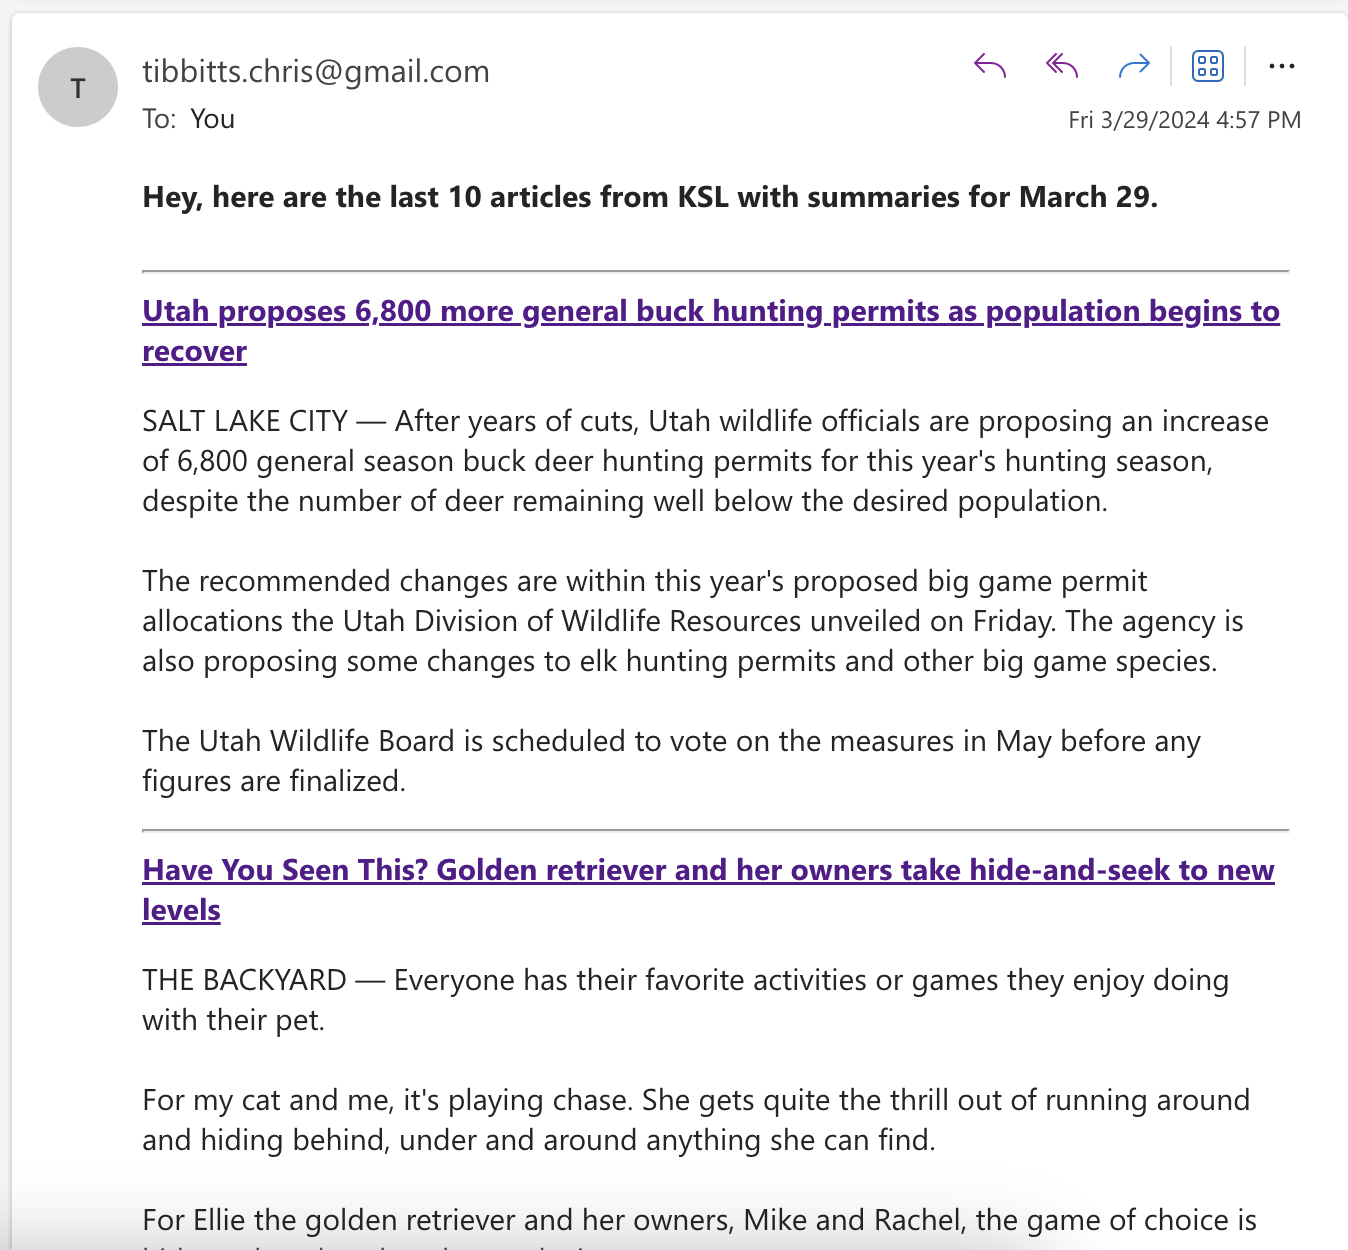 T
tibbitts.chris@gmail.com
To: You
Fri 3/29/2024 4:57 PM
Hey, here are the last 10 articles from KSL with summaries for March 29.
Utah proposes 6,800 more general buck hunting permits as population begins to
recover
SALT LAKE CITY — After years of cuts, Utah wildlife officials are proposing an increase
of 6,800 general season buck deer hunting permits for this year's hunting season,
despite the number of deer remaining well below the desired population.
The recommended changes are within this year's proposed big game permit
allocations the Utah Division of Wildlife Resources unveiled on Friday. The agency is
also proposing some changes to elk hunting permits and other big game species.
The Utah Wildlife Board is scheduled to vote on the measures in May before any
figures are finalized.
Have You Seen This? Golden retriever and her owners take hide-and-seek to new
levels
THE BACKYARD — Everyone has their favorite activities or games they enjoy doing
with their pet.
For my cat and me, it's playing chase. She gets quite the thrill out of running around
and hiding behind, under and around anything she can find.
For Ellie the golden retriever and her owners, Mike and Rachel, the game of choice is